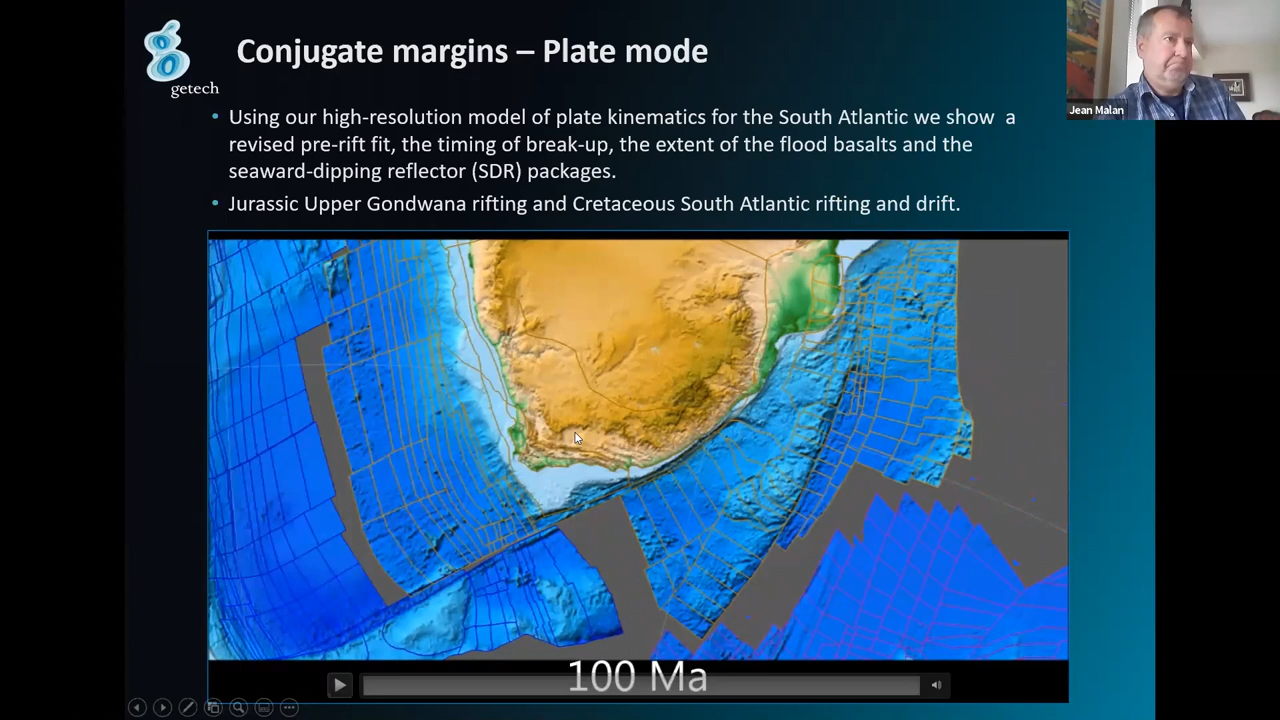 getech
Conjugate margins – Plate mode
Jean Malan
• Using our high-resolution model of plate kinematics for the South Atlantic we show a
revised pre-rift fit, the timing of break-up, the extent of the flood basalts and the
seaward-dipping reflector (SDR) packages.
• Jurassic Upper Gondwana rifting and Cretaceous South Atlantic rifting and drift.
100 Ma